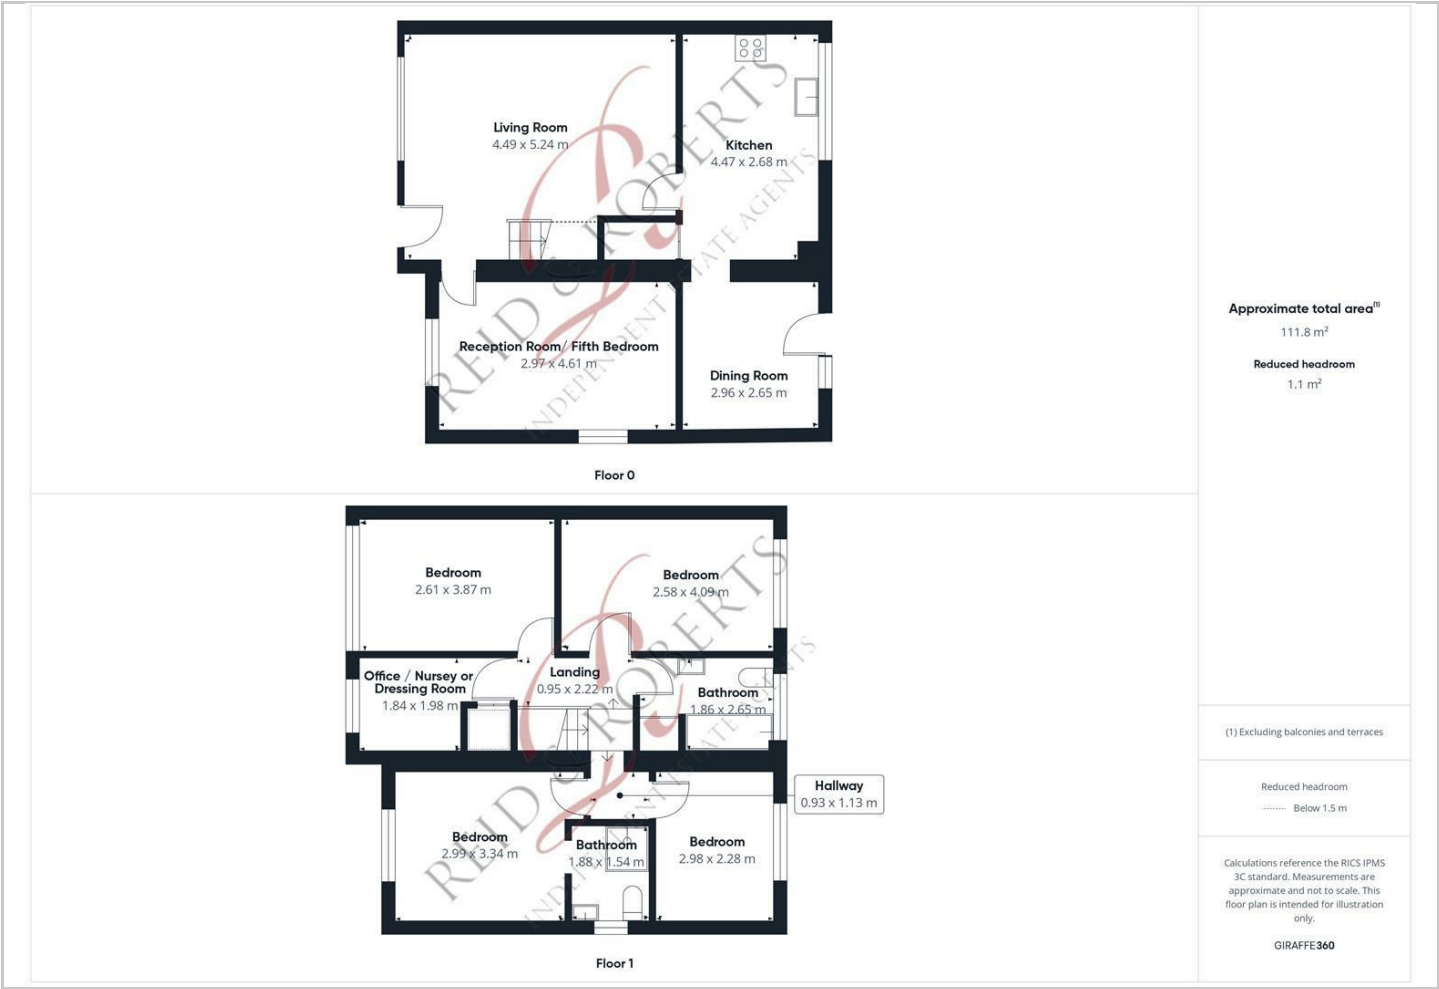 Living Room
4.49 x 5.24 m
Kitchen
4.47 x 2.68 m
Reception Room/ Fifth Bedroom
2.97 x 4.61 m
Dining Room
2.96 x 2.65 m
REID & ROBERTS
INDEPENDENT ESTATE AGENTS
Floor 0
Bedroom
2.61 x 3.87 m
Bedroom
2.58 x 4.09 m
Office / Nursey or
Dressing Room
1.84 x 1.98 m
Landing
0.95 x 2.22 m
Bathroom
1.86 x 2.65 m
Hallway
0.93 x 1.13 m
Bedroom
2.99 x 3.34 m
Bathroom
1.88 x 1.54 m
Bedroom
2.98 x 2.28 m
REID & ROBERTS
INDEPENDENT ESTATE AGENTS
Floor 1
Approximate total area(1)
111.8 m²
Reduced headroom
1.1 m²
(1) Excluding balconies and terraces
Reduced headroom
Below 1.5 m
Calculations reference the RICS IPMS
3C standard. Measurements are
approximate and not to scale. This
floor plan is intended for illustration
only.
GIRAFFE360